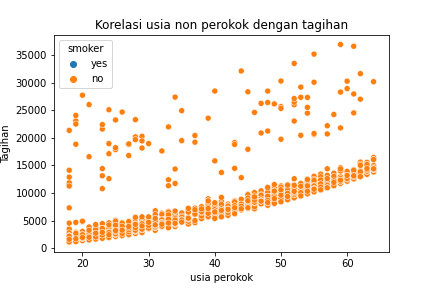 Korelasi usia non perokok dengan tagihan
smoker
yes
no
Tagihan
35000
30000
25000
20000
15000
10000
5000
0
20 30 40 50 60
usia perokok